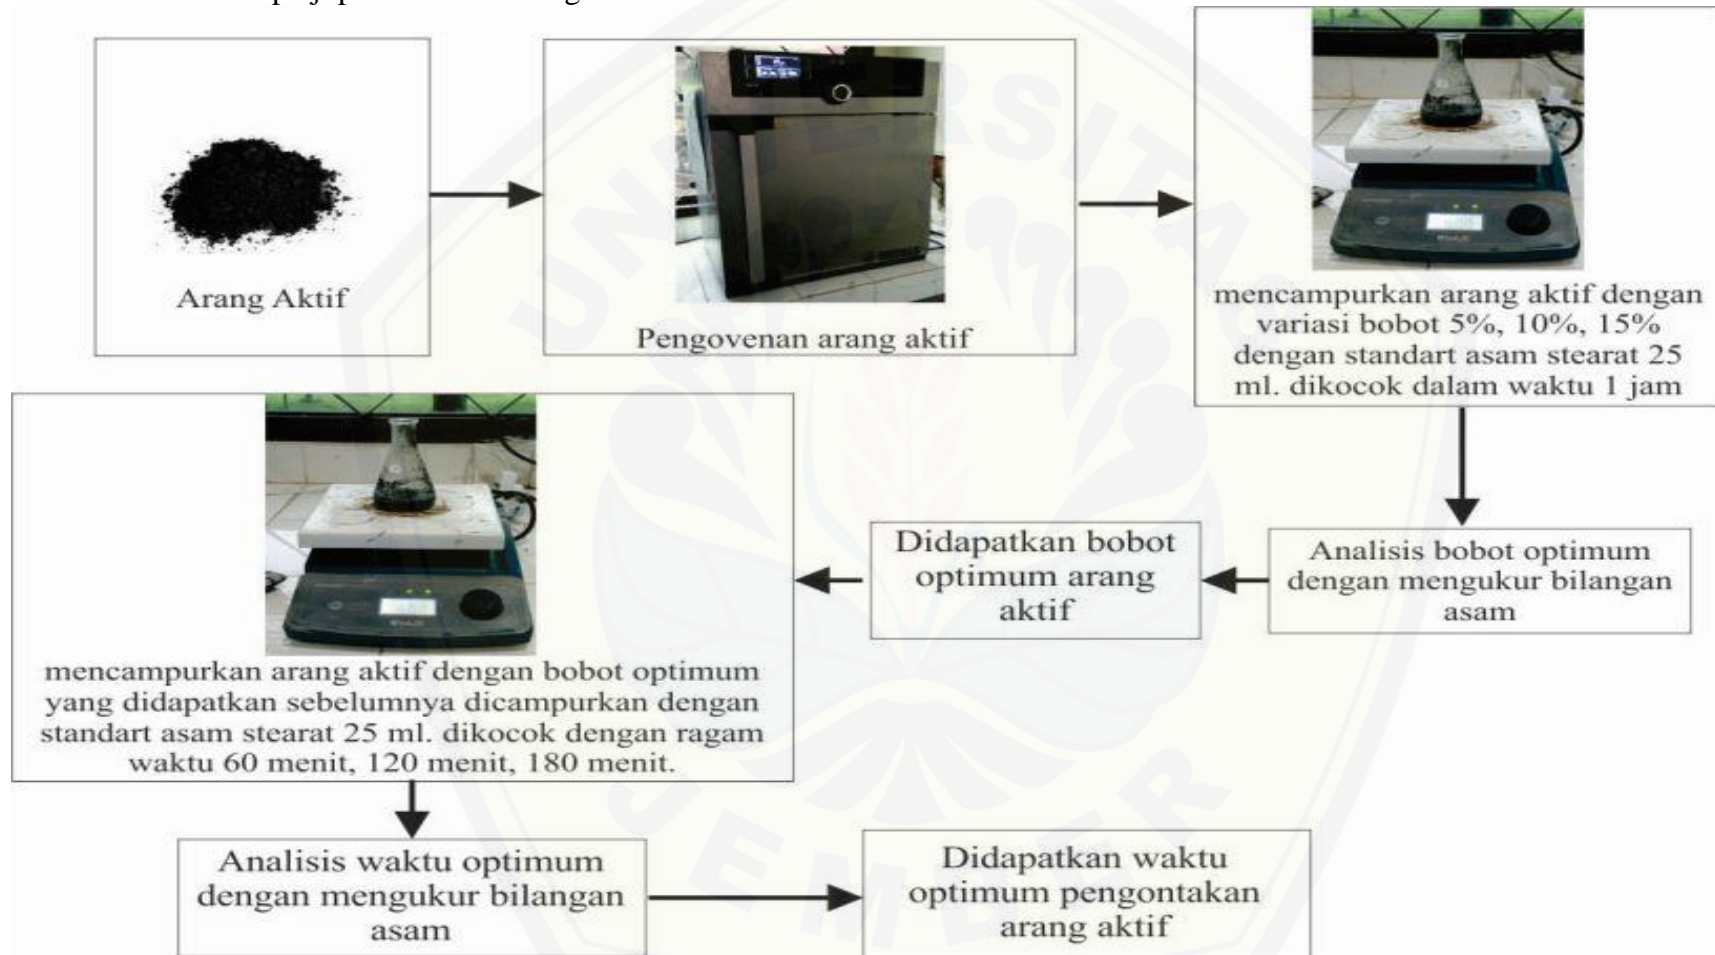 Arang Aktif
Pengovenan arang aktif
mencampurkan arang aktif dengan
variasi bobot 5%, 10%, 15%
dengan standart asam stearat 25
ml. dikocok dalam waktu 1 jam
Analisis bobot optimum
dengan mengukur bilangan
asam
Didapatkan bobot
optimum arang
aktif
mencampurkan arang aktif dengan bobot optimum
yang didapatkan sebelumnya dicampurkan dengan
standart asam stearat 25 ml. dikocok dengan ragam
waktu 60 menit, 120 menit, 180 menit.
Analisis waktu optimum
dengan mengukur bilangan
asam
Didapatkan waktu
optimum pengontakan
arang aktif
UNIVERSITAS
JEMBER